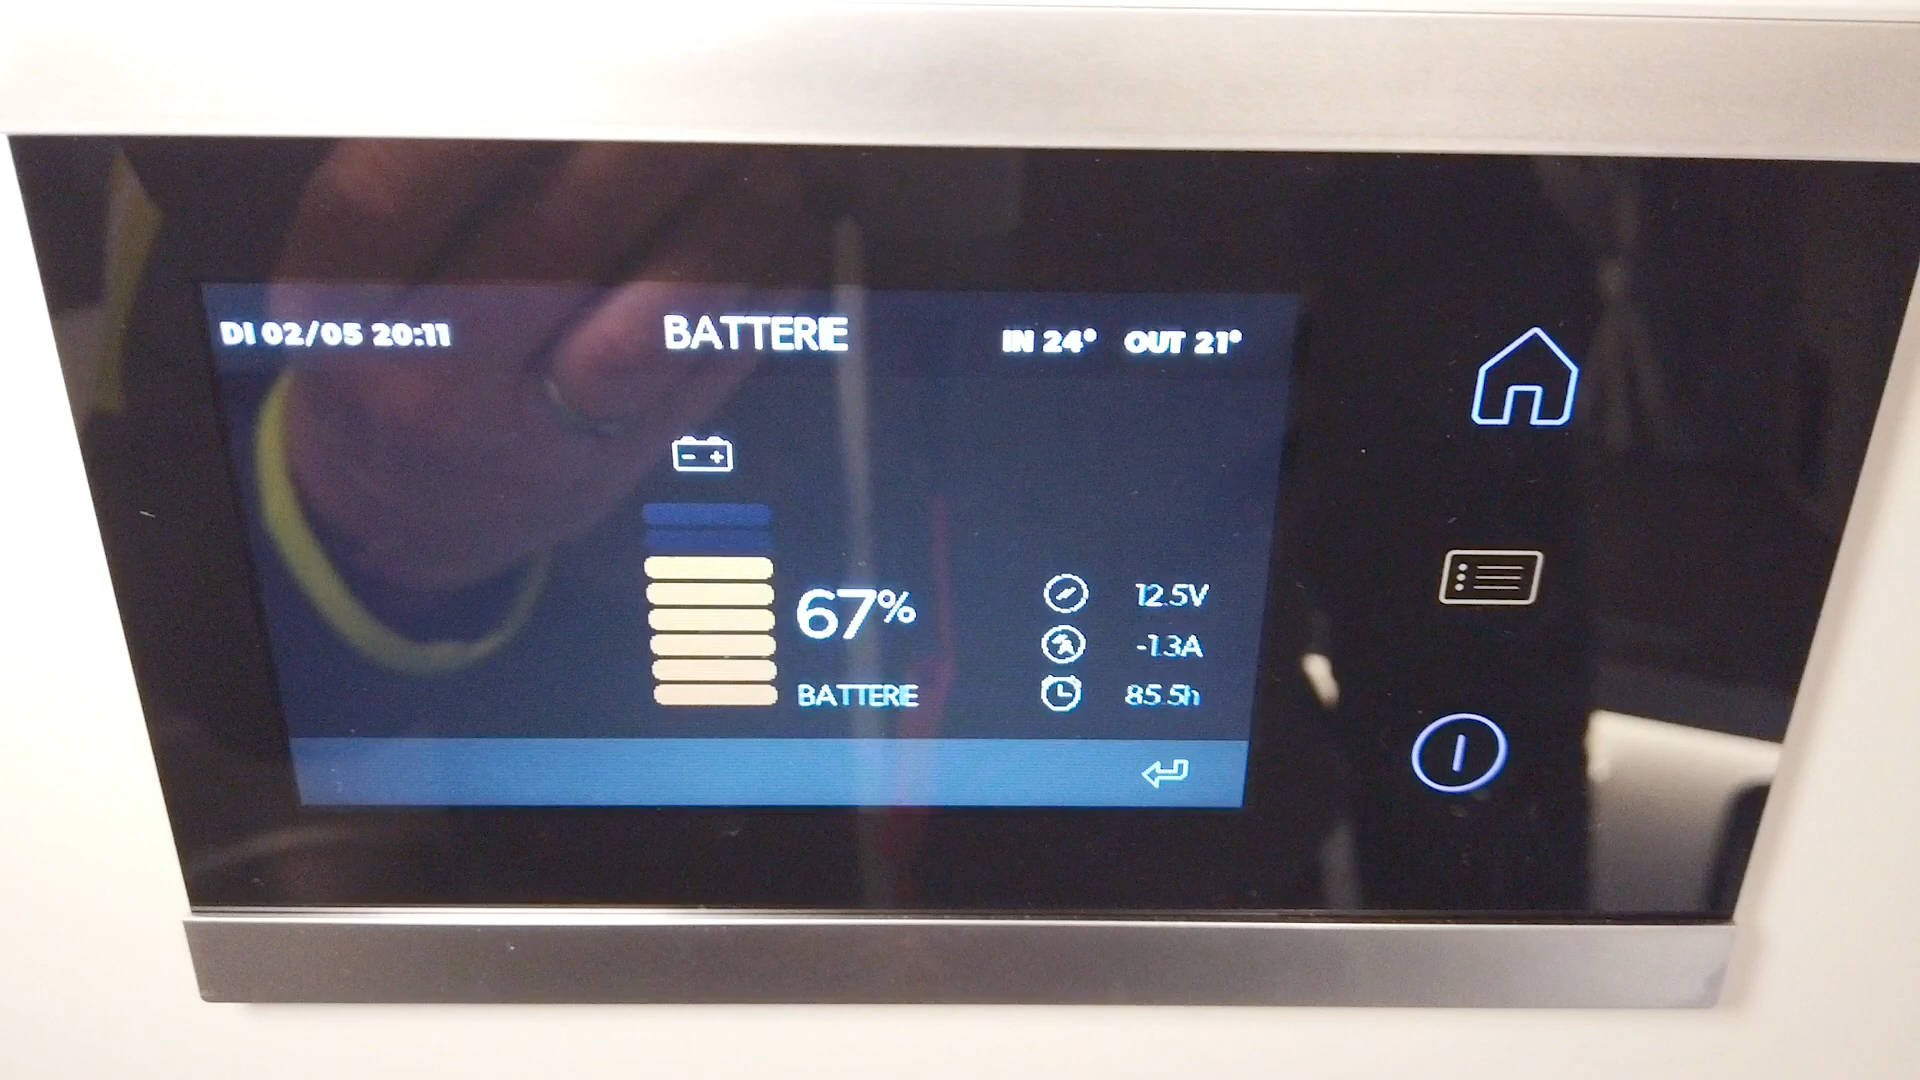 DI 02/05 20:11 BATTERIE IN 24° OUT 21°
67%
BATTERIE
12.5V
-1.3A
85.5h